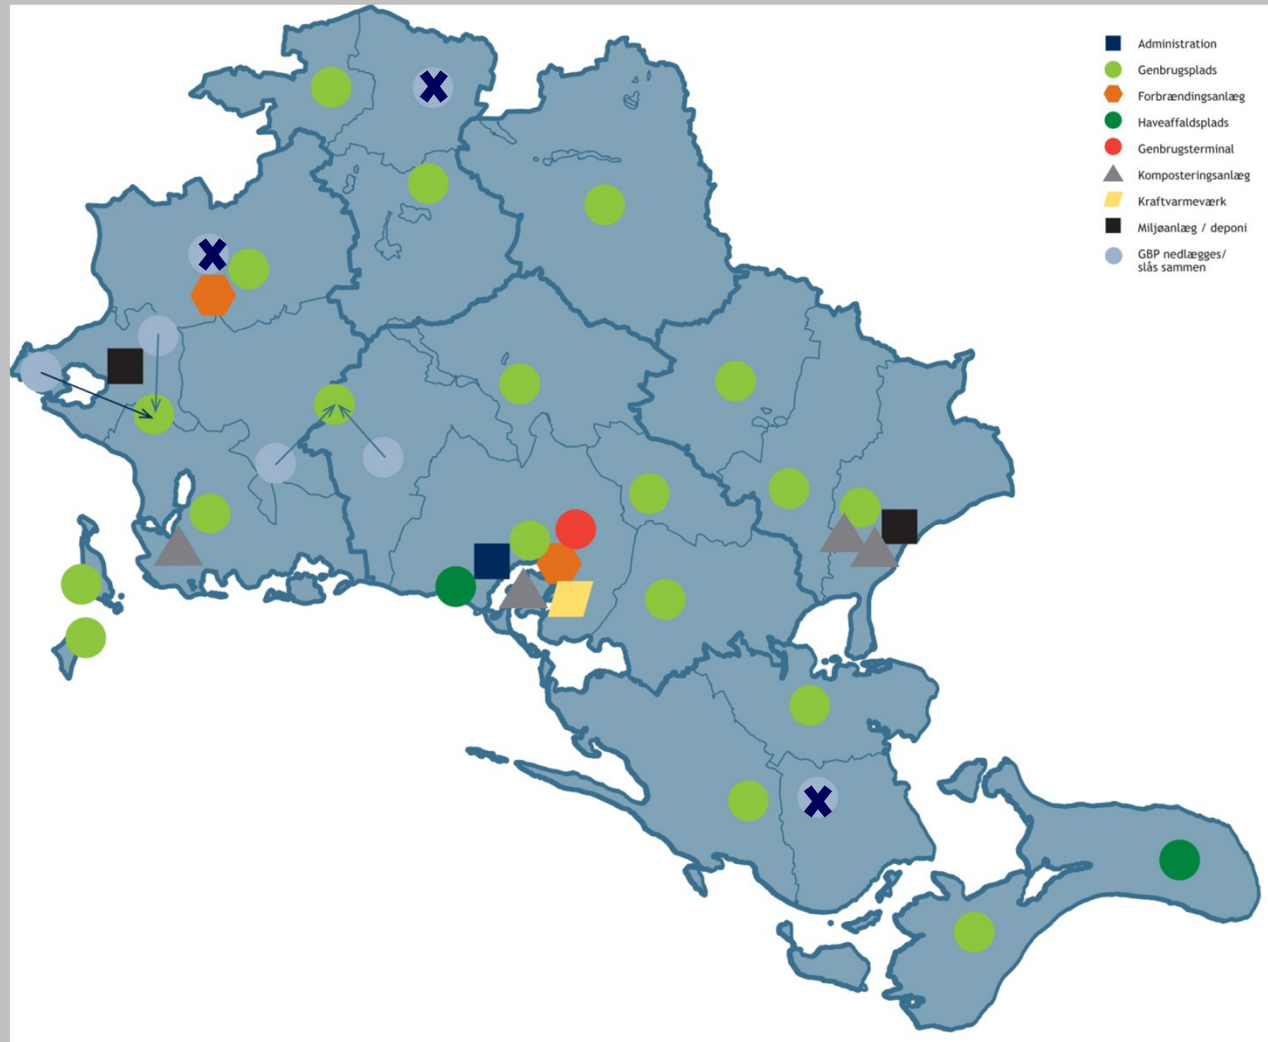 Administration
Genbrugsplads
Forbrændingsanlæg
Haveaffaldsplads
Genbrugsterminal
Komposteringsanlæg
Kraftvarmeværk
Miljøanlæg / deponi
GBP nedlægges/
slås sammen